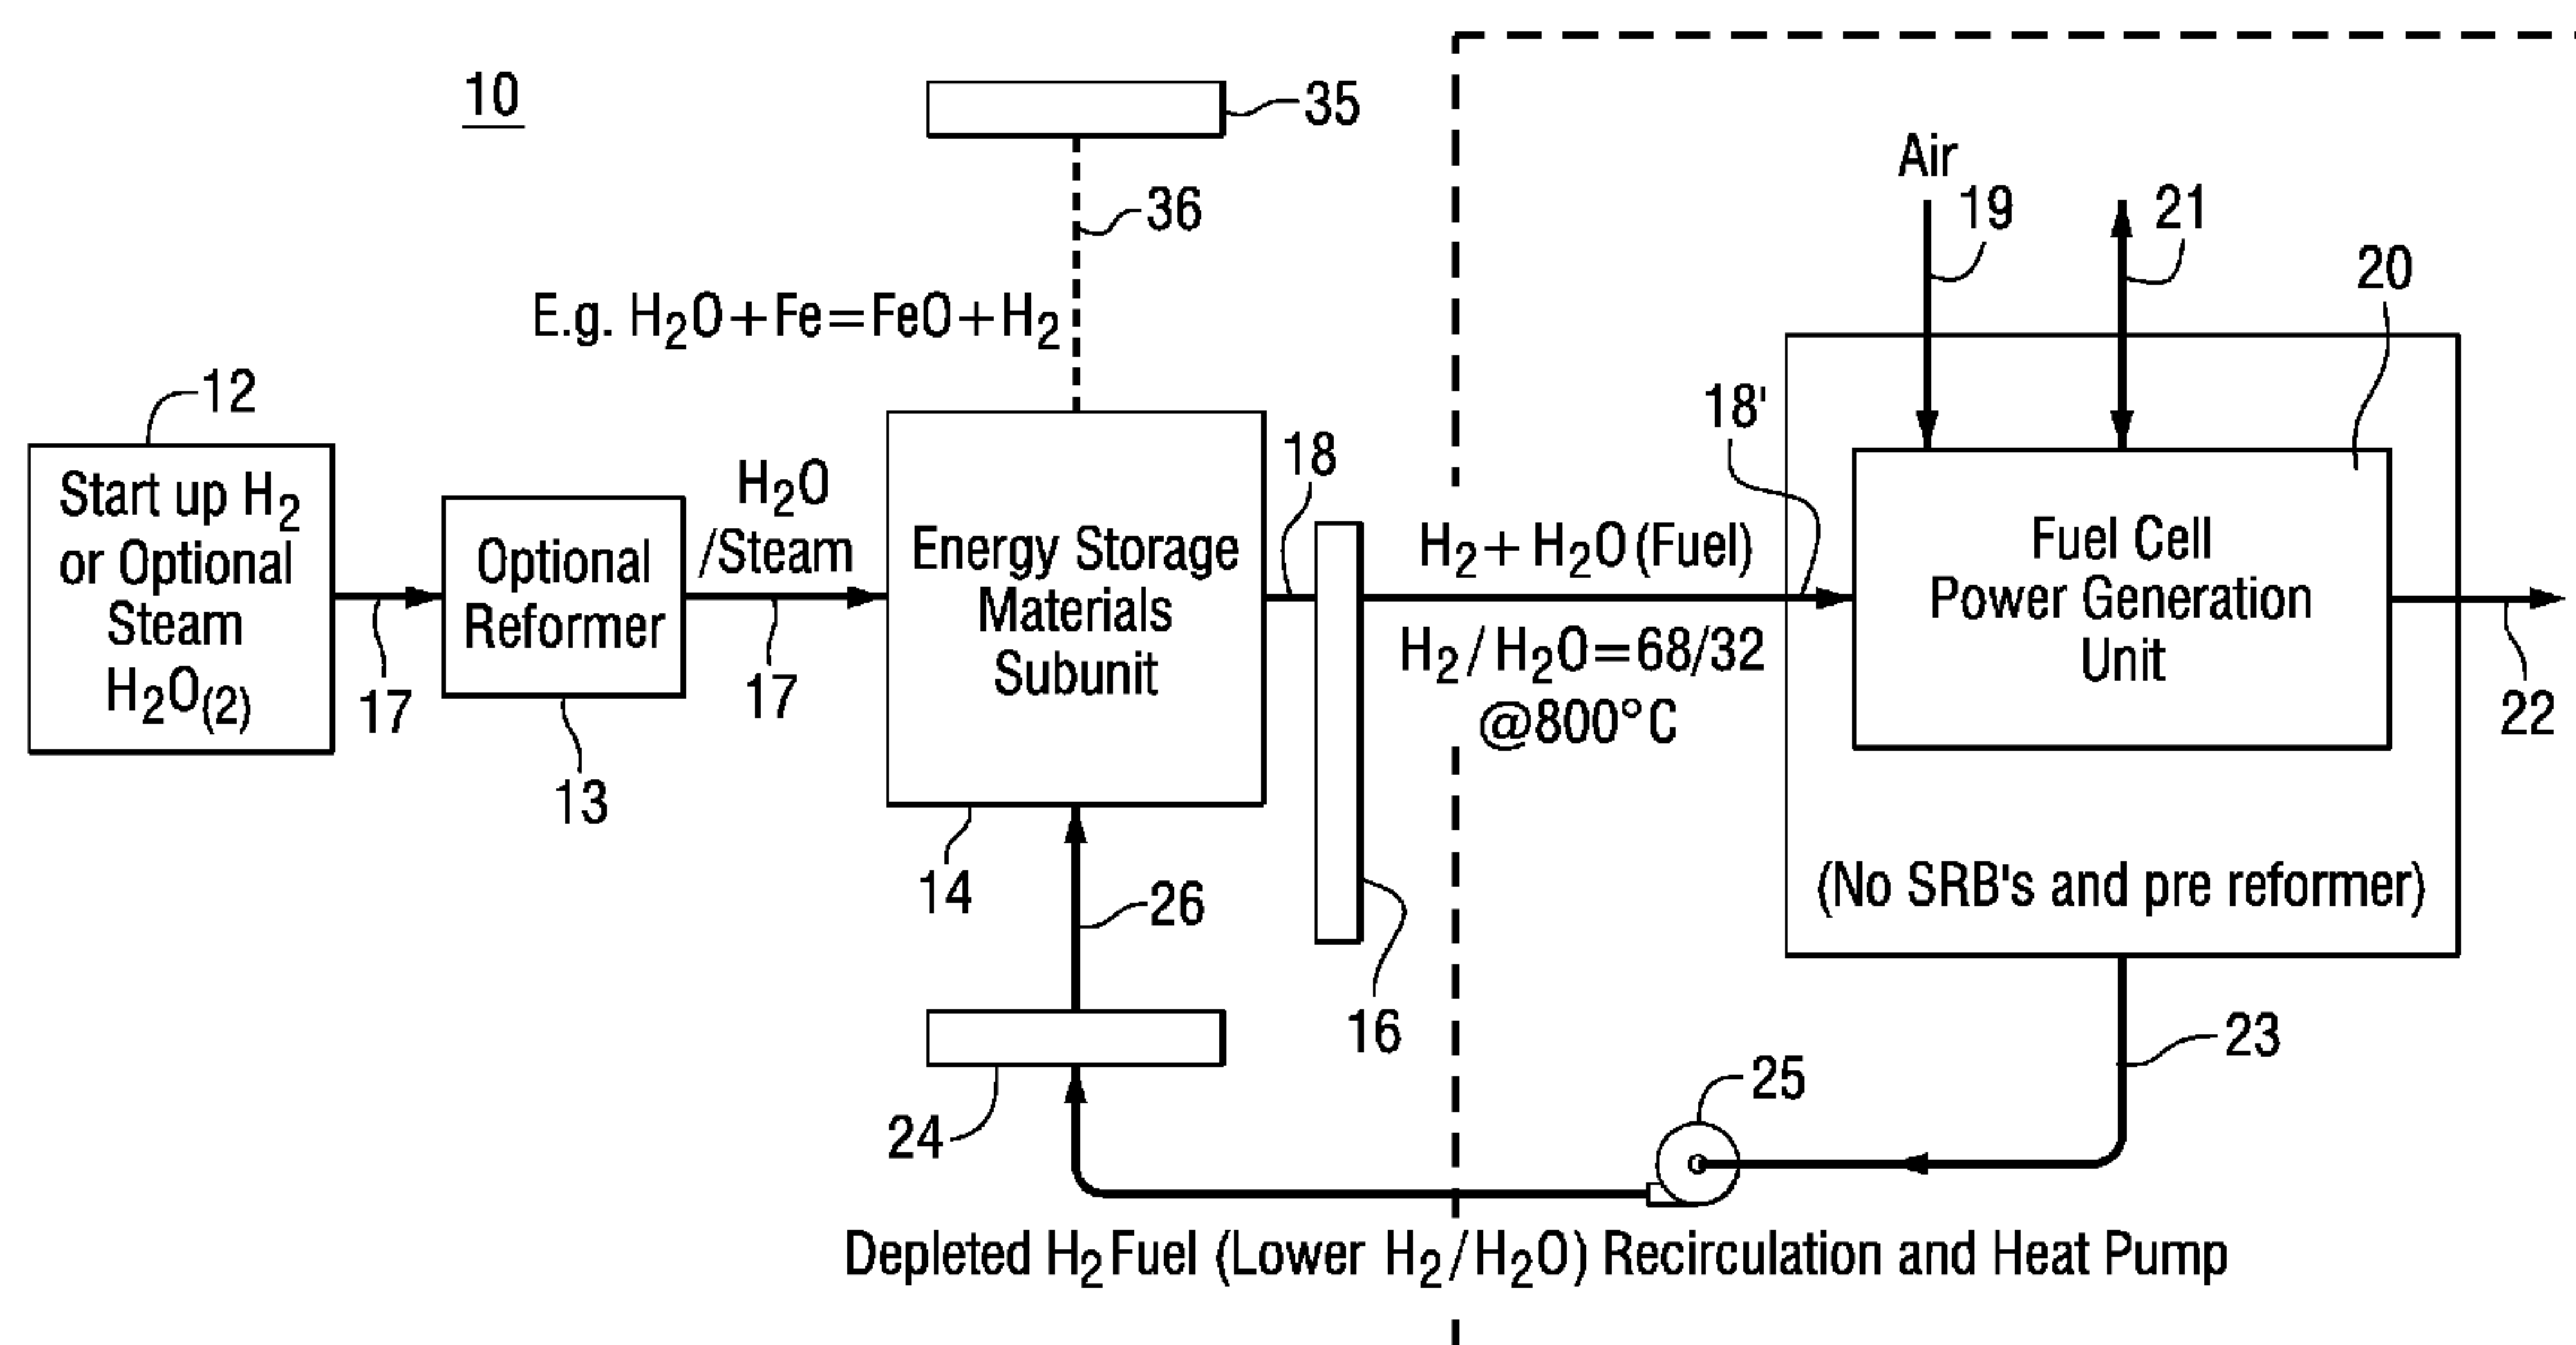 10
35
36
E.g. H₂O+Fe=FeO+H₂
12
Start up H₂
or Optional
Steam
H₂O₍₂₎
17
Optional
Reformer
13
H₂O
/Steam
17
Energy Storage
Materials
Subunit
14
18
16
H₂+H₂O(Fuel)
H₂/H₂O=68/32
@800°C
18'
Air
19
21
20
Fuel Cell
Power Generation
Unit
22
(No SRB's and pre reformer)
23
25
26
24
Depleted H₂ Fuel (Lower H₂/H₂O) Recirculation and Heat Pump